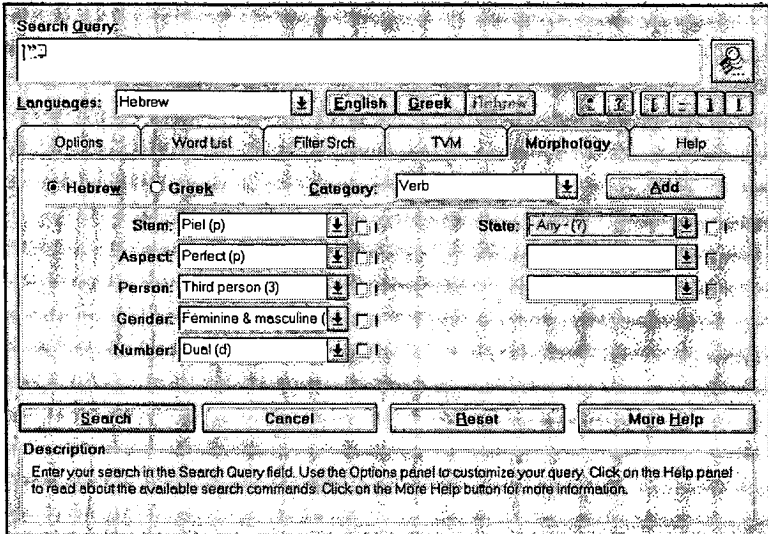 Search Query:
בִּין
Languages: Hebrew English Greek Hebrew
Options Word List Filter Srch TVM Morphology Help
Hebrew Greek Category: Verb Add
Stem: Piel (p) State: - Any - (?)
Aspect: Perfect (p)
Person: Third person (3)
Gender: Feminine & masculine (
Number: Dual (d)
Search Cancel Reset More Help
Description
Enter your search in the Search Query field. Use the Options panel to customize your query. Click on the Help panel
to read about the available search commands. Click on the More Help button for more information.